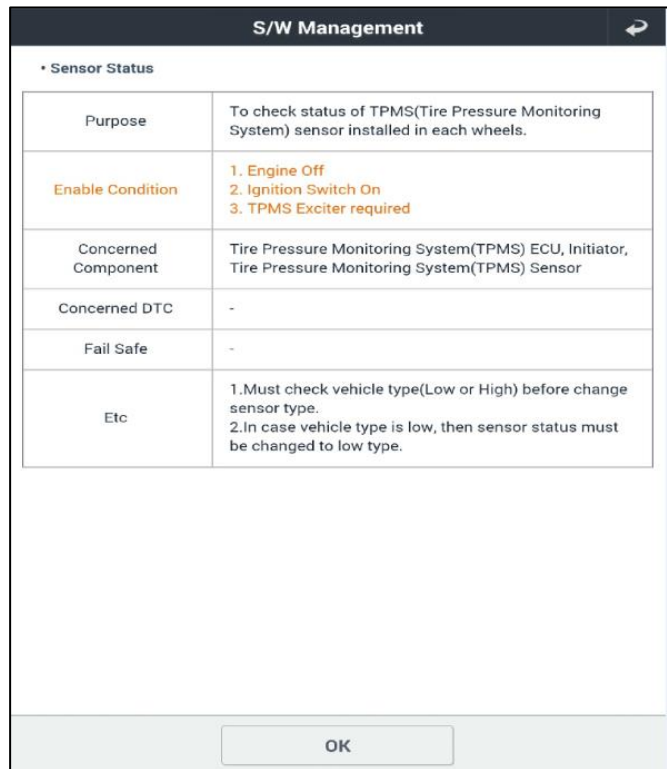 S/W Management
• Sensor Status
Purpose
To check status of TPMS(Tire Pressure Monitoring
System) sensor installed in each wheels.
Enable Condition
1. Engine Off
2. Ignition Switch On
3. TPMS Exciter required
Concerned
Component
Tire Pressure Monitoring System(TPMS) ECU, Initiator,
Tire Pressure Monitoring System(TPMS) Sensor
Concerned DTC
-
Fail Safe
-
Etc
1.Must check vehicle type(Low or High) before change
sensor type.
2.In case vehicle type is low, then sensor status must
be changed to low type.
OK